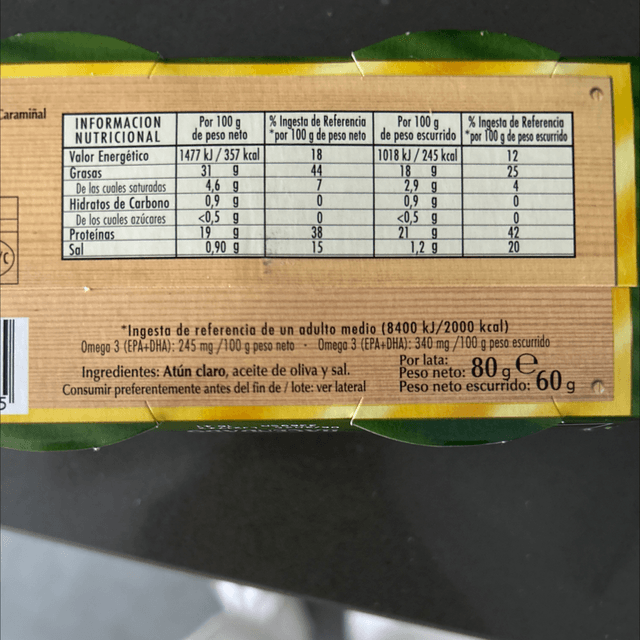 Caramiñal
INFORMACION NUTRICIONAL Por 100 g de peso neto % Ingesta de Referencia *por 100 g de peso neto Por 100 g de peso escurrido % Ingesta de Referencia *por 100 g de peso escurrido
Valor Energético 1477 kJ / 357 kcal 18 1018 kJ / 245 kcal 12
Grasas 31 g 44 18 g 25
De las cuales saturadas 4,6 g 7 2,9 g 4
Hidratos de Carbono 0,9 g 0 0,9 g 0
De los cuales azúcares <0,5 g 0 <0,5 g 0
Proteínas 19 g 38 21 g 42
Sal 0,90 g 15 1,2 g 20
*Ingesta de referencia de un adulto medio (8400 kJ/2000 kcal)
Omega 3 (EPA+DHA): 245 mg /100 g peso neto - Omega 3 (EPA+DHA): 340 mg /100 g peso escurrido
Ingredientes: Atún claro, aceite de oliva y sal.
Consumir preferentemente antes del fin de / lote: ver lateral
Por lata:
Peso neto: 80 g ℮
Peso neto escurrido: 60 g
5